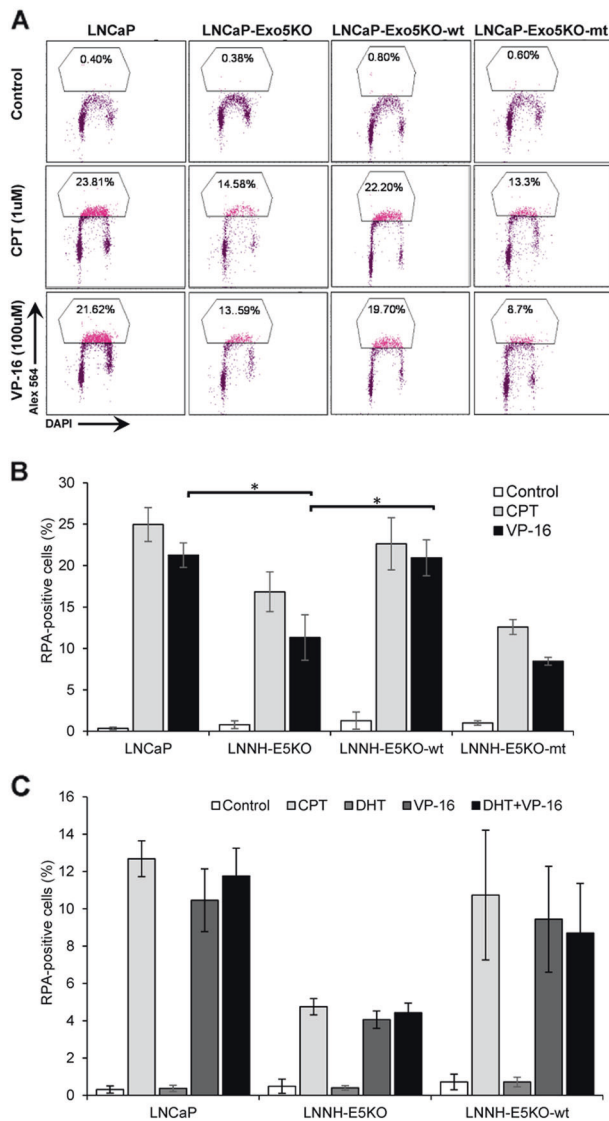 A
LNCaP LNCaP-Exo5KO LNCaP-Exo5KO-wt LNCaP-Exo5KO-mt
Control
0.40% 0.38% 0.80% 0.60%
CPT (1uM)
23.81% 14.58% 22.20% 13.3%
VP-16 (100uM)
21.62% 13..59% 19.70% 8.7%
Alex 564
DAPI
B
* *
RPA-positive cells (%)
30
25
20
15
10
5
0
Control
CPT
VP-16
LNCaP LNNH-E5KO LNNH-E5KO-wt LNNH-E5KO-mt
C
RPA-positive cells (%)
16
14
12
10
8
6
4
2
0
Control CPT DHT VP-16 DHT+VP-16
LNCaP LNNH-E5KO LNNH-E5KO-wt